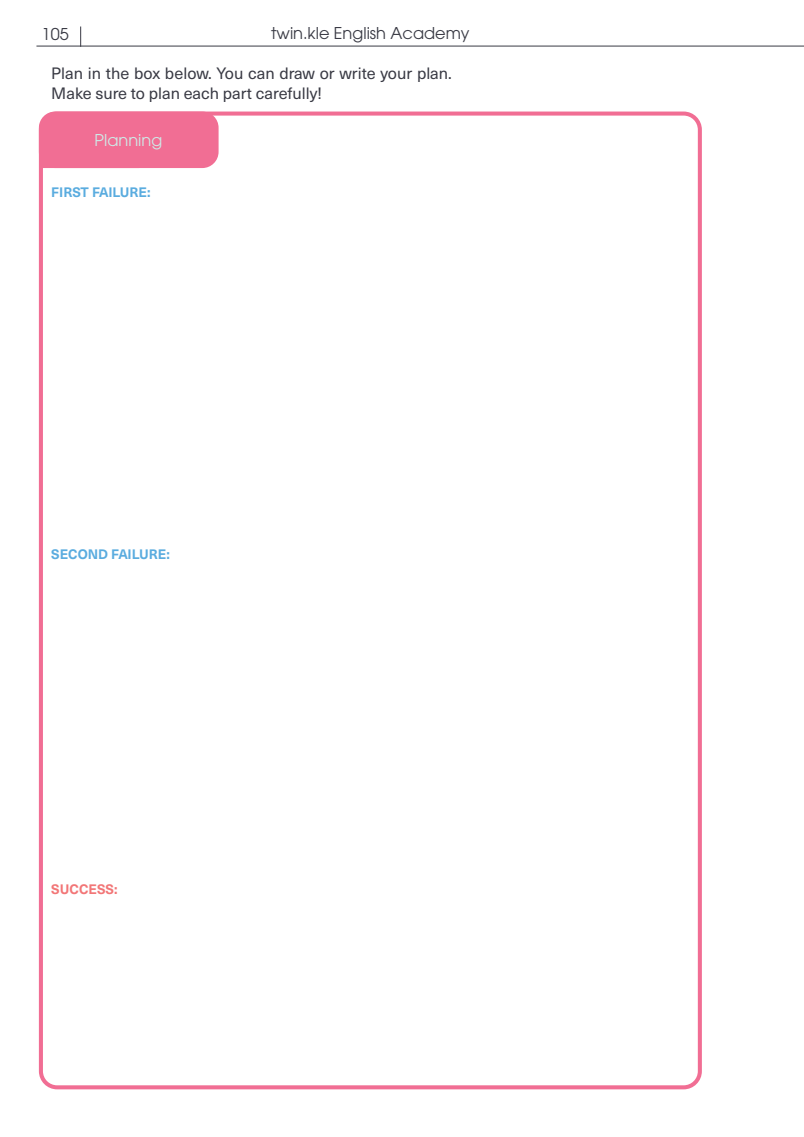 105 | twin.kle English Academy
Plan in the box below. You can draw or write your plan.
Make sure to plan each part carefully!
Planning
FIRST FAILURE:
SECOND FAILURE:
SUCCESS: